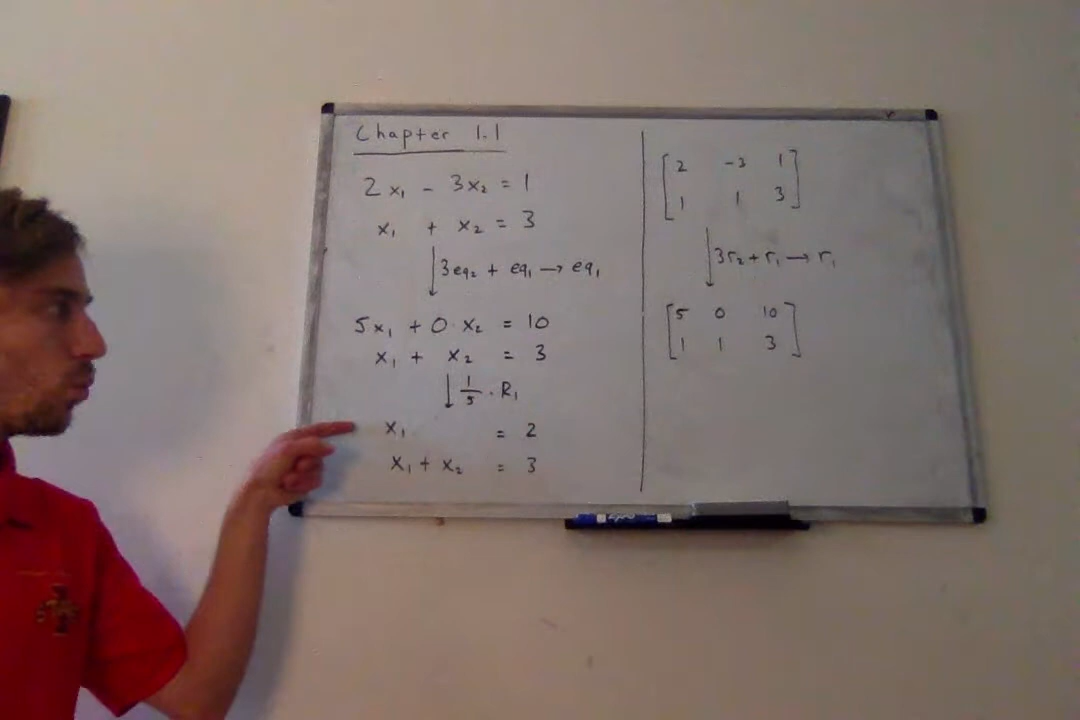 Chapter 1.1
2x₁ - 3x₂ = 1
x₁ + x₂ = 3
3eq₂ + eq₁ → eq₁
5x₁ + 0·x₂ = 10
x₁ + x₂ = 3
1/5 · R₁
x₁ = 2
x₁ + x₂ = 3
2 -3 1
1 1 3
3r₂ + r₁ → r₁
5 0 10
1 1 3
expo